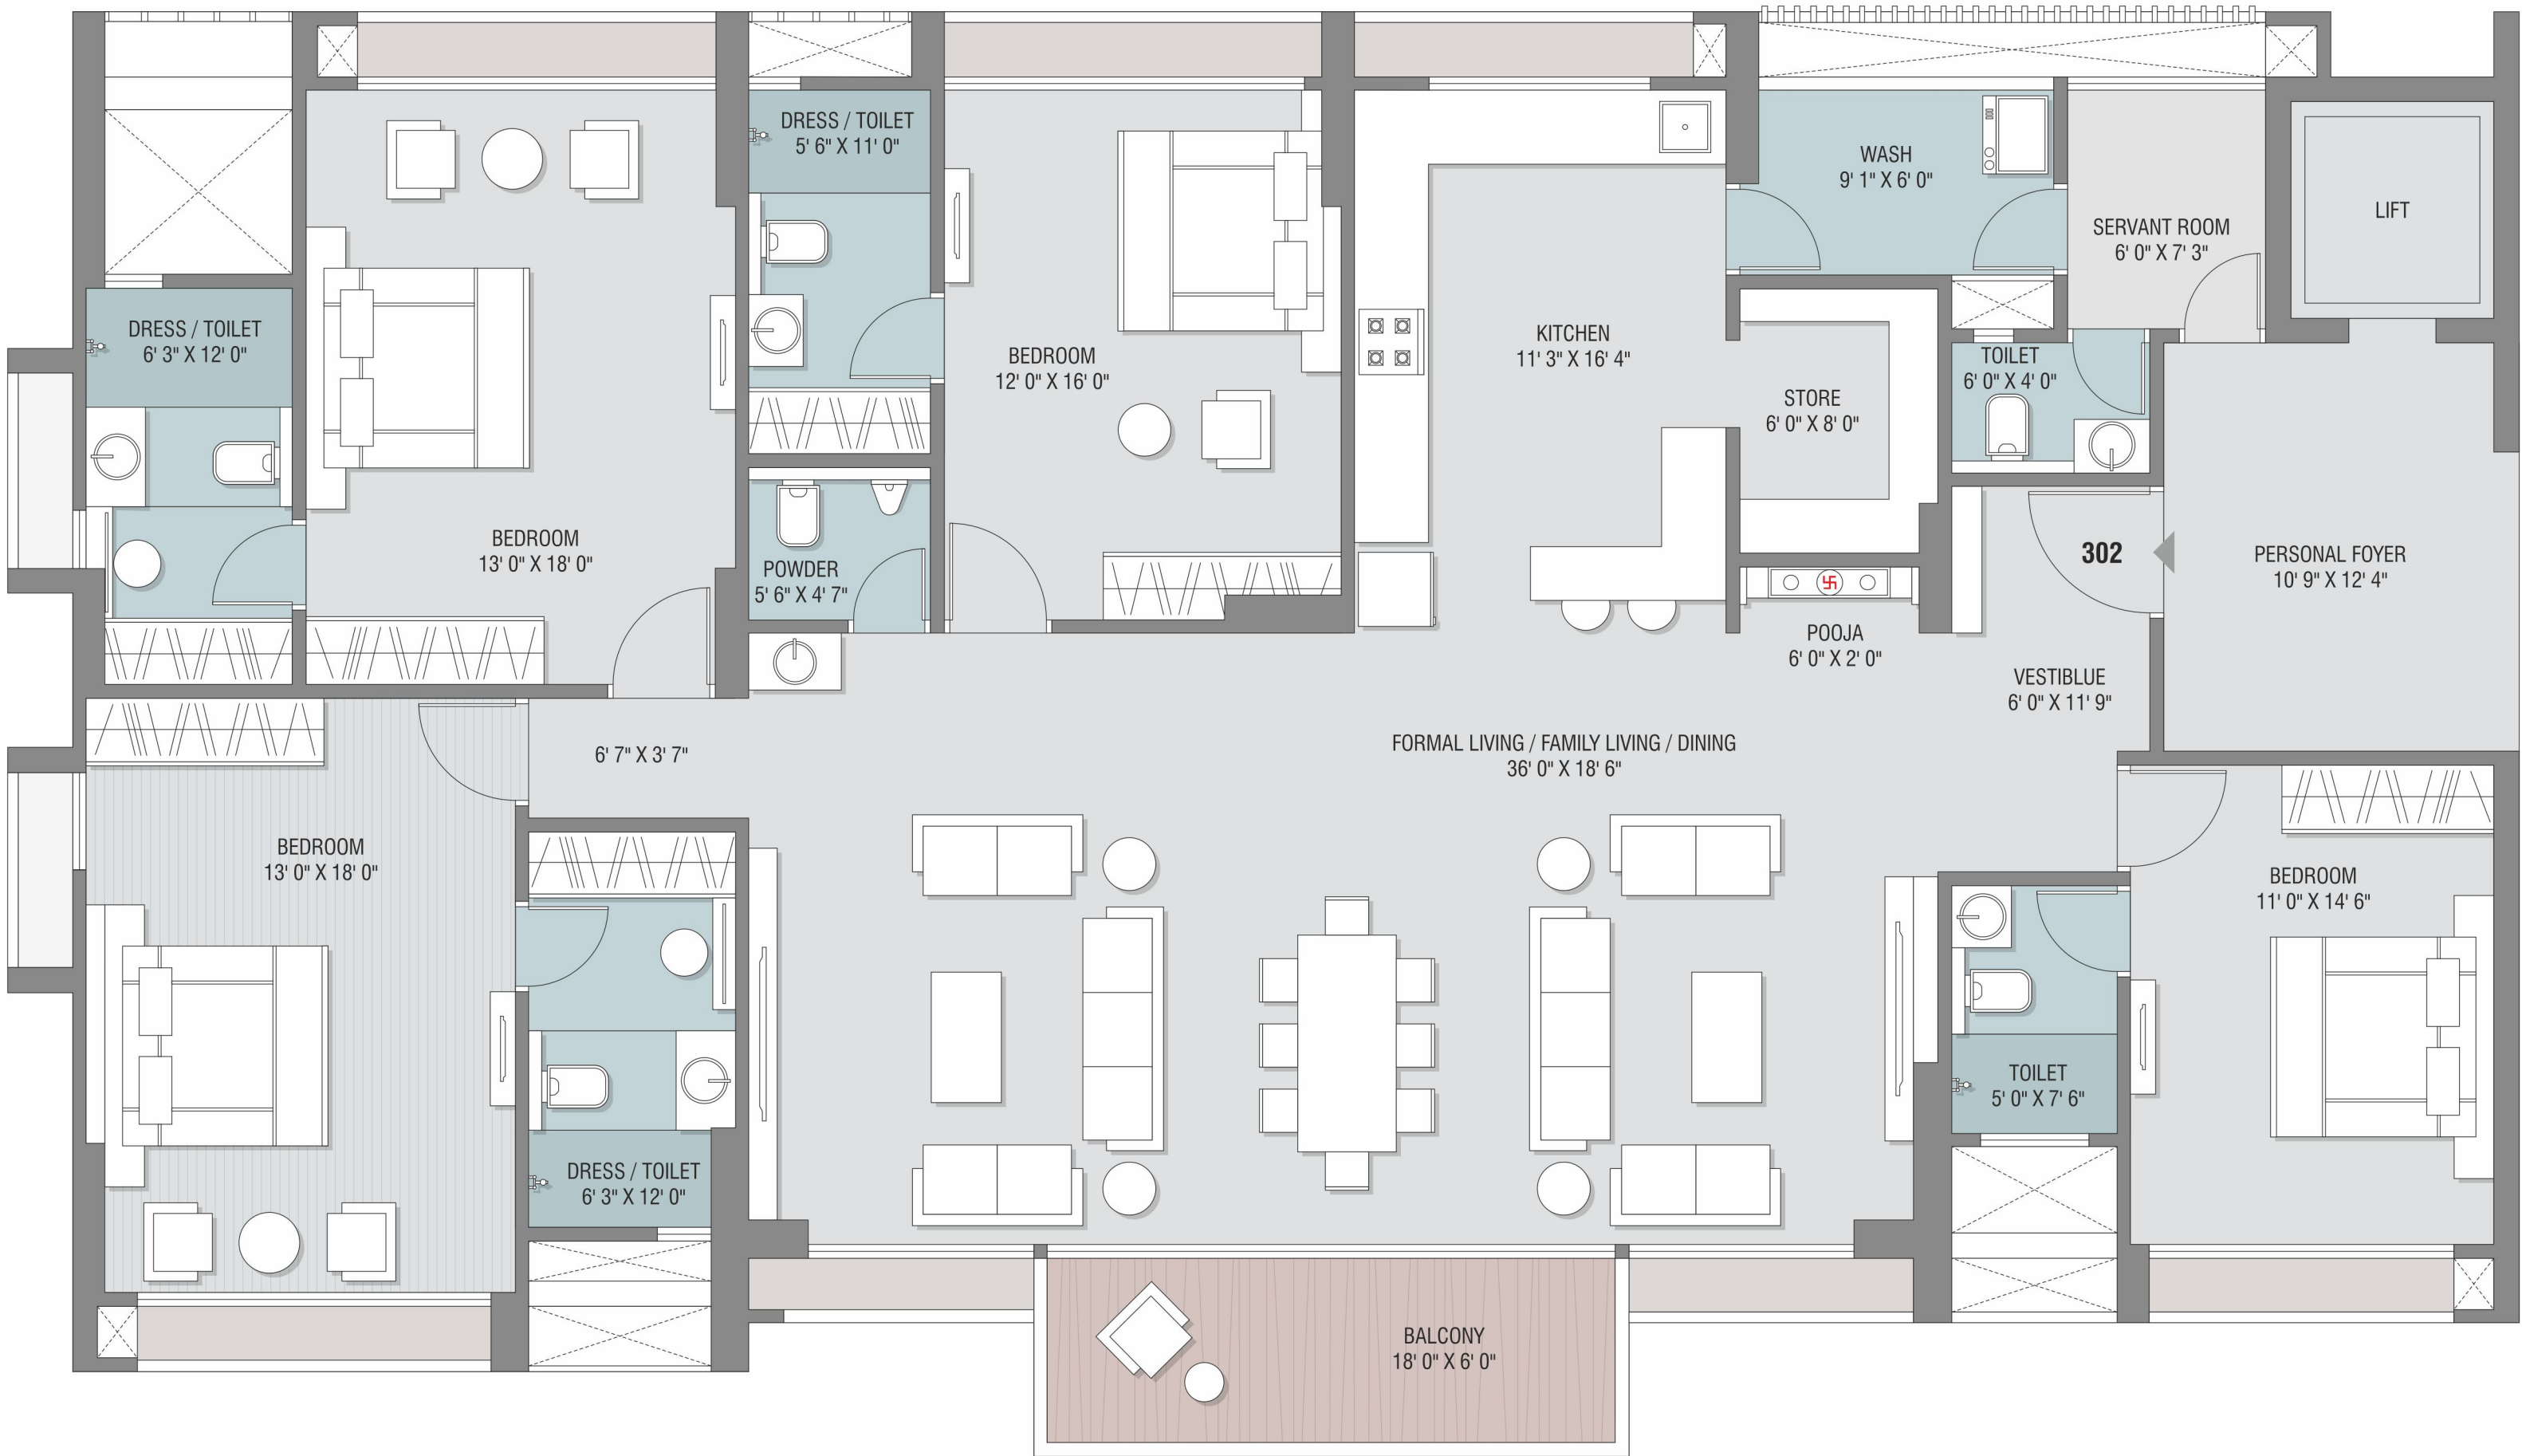 DRESS / TOILET
5' 6" X 11' 0"
WASH
9' 1" X 6' 0"
LIFT
SERVANT ROOM
6' 0" X 7' 3"
DRESS / TOILET
6' 3" X 12' 0"
BEDROOM
12' 0" X 16' 0"
KITCHEN
11' 3" X 16' 4"
TOILET
6' 0" X 4' 0"
STORE
6' 0" X 8' 0"
BEDROOM
13' 0" X 18' 0"
POWDER
5' 6" X 4' 7"
302
PERSONAL FOYER
10' 9" X 12' 4"
POOJA
6' 0" X 2' 0"
VESTIBLUE
6' 0" X 11' 9"
6' 7" X 3' 7"
FORMAL LIVING / FAMILY LIVING / DINING
36' 0" X 18' 6"
BEDROOM
13' 0" X 18' 0"
BEDROOM
11' 0" X 14' 6"
TOILET
5' 0" X 7' 6"
DRESS / TOILET
6' 3" X 12' 0"
BALCONY
18' 0" X 6' 0"